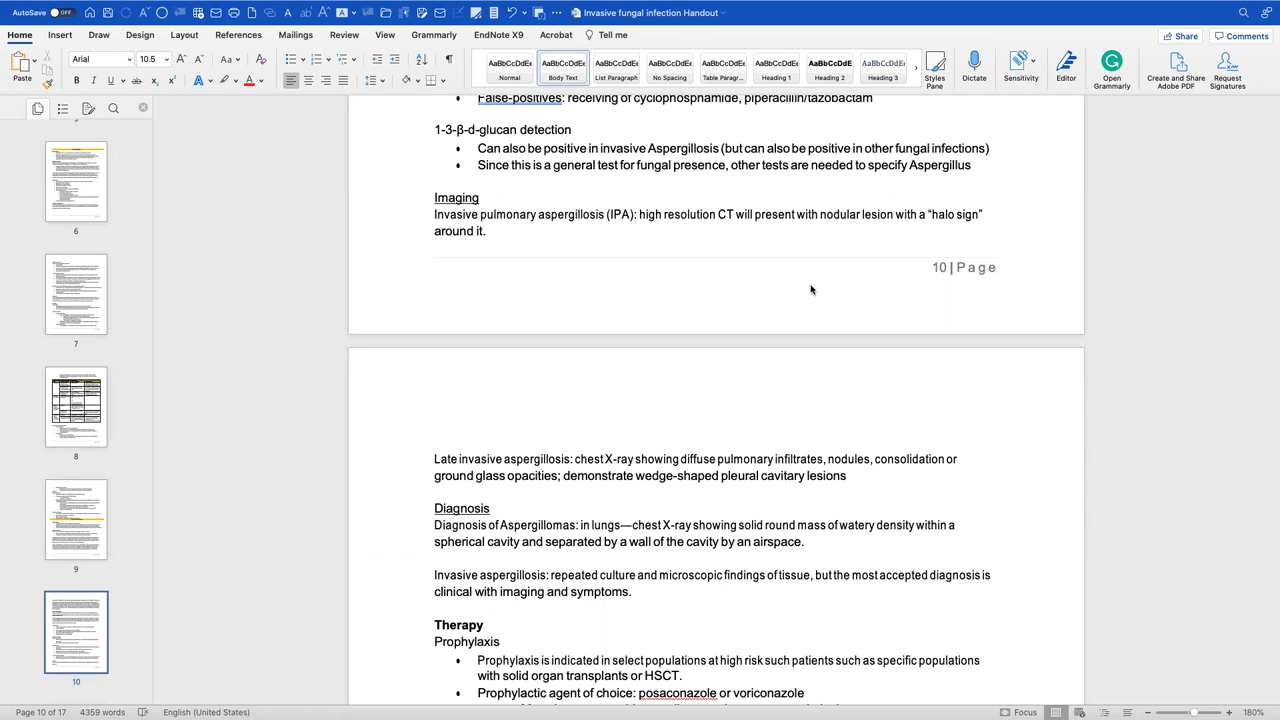 AutoSave OFF Invasive fungal infection Handout
Home Insert Draw Design Layout References Mailings Review View Grammarly EndNote X9 Acrobat Tell me Share Comments
Paste Arial 10.5 Aa
AaBbCcDdEe AaBbCcDdEe AaBbCcDdEe AaBbCcDdEe AaBbCcDdEe AaBbCcDdEe AaBbCcDdEe AaBbCcDdEe
Normal Body Text List Paragraph No Spacing Table Paragr... Heading 1 Heading 2 Heading 3
Styles Pane Dictate Sensitivity Editor Open Grammarly Create and Share Adobe PDF Request Signatures
• False-positives: receiving of cyclophosphamide, piperacillin/tazobactam
1-3-β-d-glucan detection
• Can also be positive in invasive Aspergillosis (but can also be positive in other fungal infections)
• This is a general test for fungal presence, other tests are needed to specify Aspergillus
Imaging
Invasive pulmonary aspergillosis (IPA): high resolution CT will present with nodular lesion with a “halo sign”
around it.
10 | Page
Late invasive aspergillosis: chest X-ray showing diffuse pulmonary infiltrates, nodules, consolidation or
ground glass opacities; demonstrate wedge-shaped pleural cavitary lesions
Diagnosis
Diagnosis of Aspergillomas in lungs—chest X-ray showing solid round mass of watery density within a
spherical cavity and separated by a wall of the cavity by an airspace.
Invasive aspergillosis: repeated culture and microscopic findings of tissue, but the most accepted diagnosis is
clinical w/ imaging and symptoms.
Therapy
Prophylaxis
• Prophylaxis is indicated in select populations at high risk such patients such as specific populations
with solid organ transplants or HSCT.
• Prophylactic agent of choice: posaconazole or voriconazole
6
7
8
9
10
Page 10 of 17 4359 words English (United States) Focus 180%